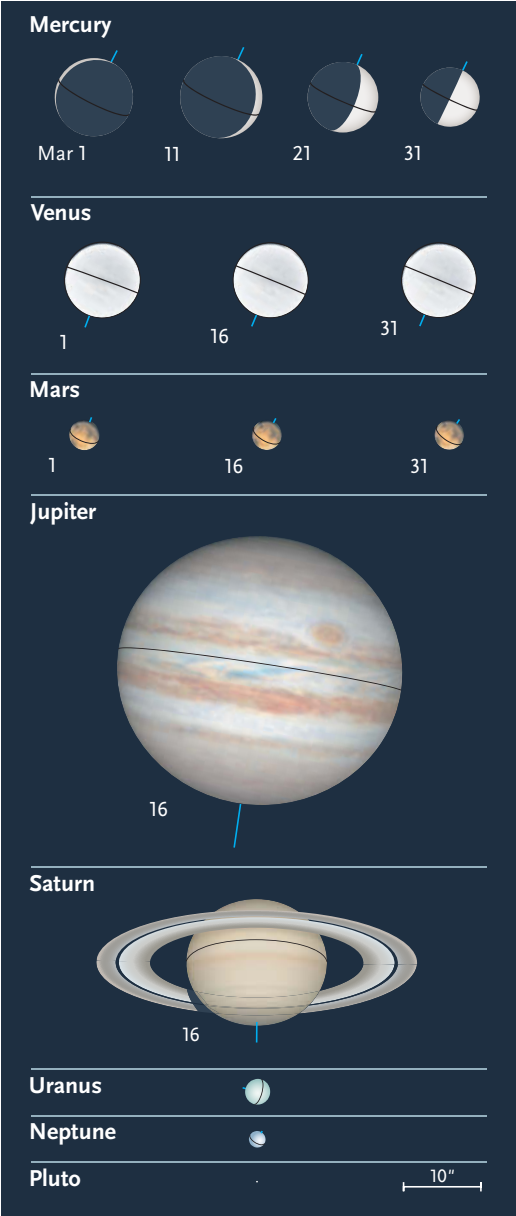 Mercury
Mar 1 11 21 31
Venus
1 16 31
Mars
1 16 31
Jupiter
16
Saturn
16
Uranus
Neptune
Pluto
10"